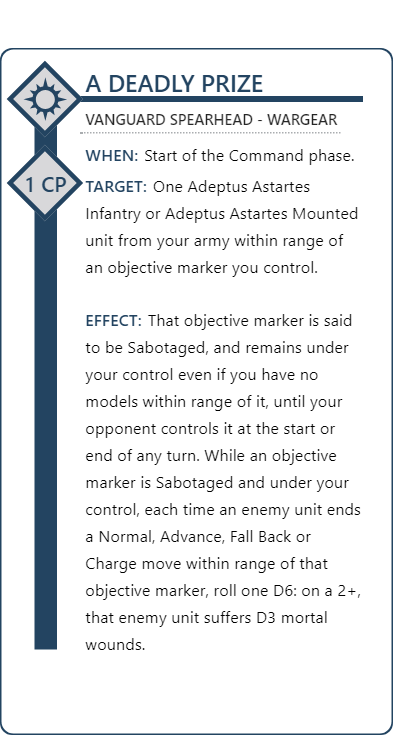 A DEADLY PRIZE
VANGUARD SPEARHEAD - WARGEAR
WHEN: Start of the Command phase.
1 CP
TARGET: One Adeptus Astartes
Infantry or Adeptus Astartes Mounted
unit from your army within range of
an objective marker you control.
EFFECT: That objective marker is said
to be Sabotaged, and remains under
your control even if you have no
models within range of it, until your
opponent controls it at the start or
end of any turn. While an objective
marker is Sabotaged and under your
control, each time an enemy unit ends
a Normal, Advance, Fall Back or
Charge move within range of that
objective marker, roll one D6: on a 2+,
that enemy unit suffers D3 mortal
wounds.